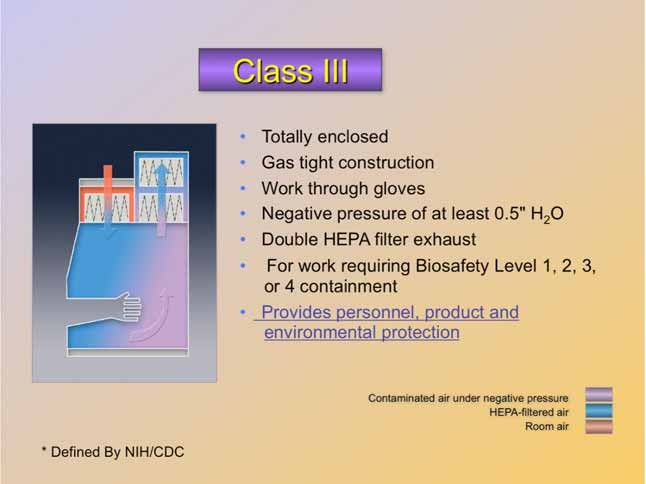 Class III
• Totally enclosed
• Gas tight construction
• Work through gloves
• Negative pressure of at least 0.5" H₂O
• Double HEPA filter exhaust
• For work requiring Biosafety Level 1, 2, 3,
or 4 containment
• Provides personnel, product and
environmental protection
Contaminated air under negative pressure
HEPA-filtered air
Room air
* Defined By NIH/CDC